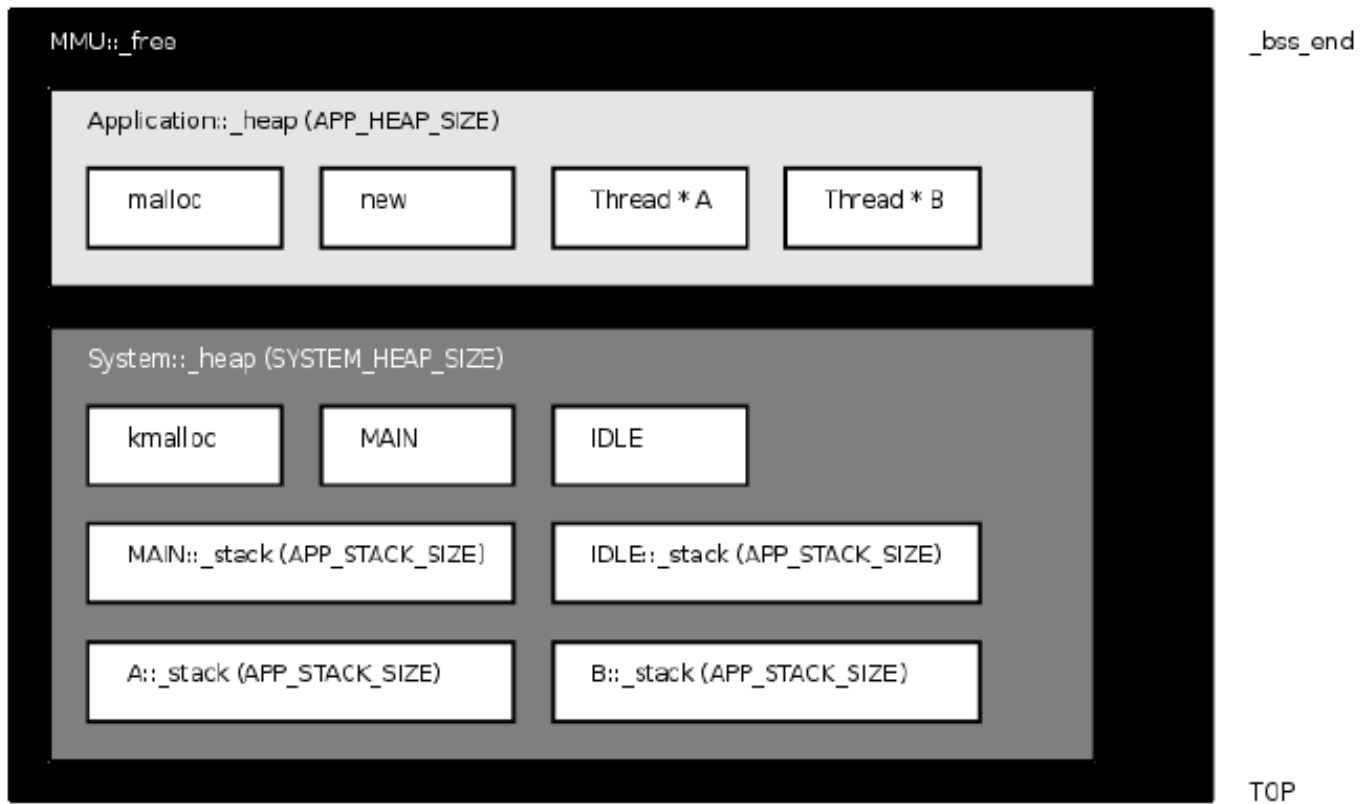 MMU::_free
_bss_end
Application::_heap (APP_HEAP_SIZE)
malloc
new
Thread * A
Thread * B
System::_heap (SYSTEM_HEAP_SIZE)
kmalloc
MAIN
IDLE
MAIN::_stack (APP_STACK_SIZE)
IDLE::_stack (APP_STACK_SIZE)
A::_stack (APP_STACK_SIZE)
B::_stack (APP_STACK_SIZE)
TOP